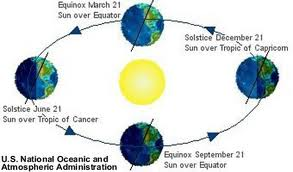 Equinox March 21
Sun over Equator
Solstice December 21
Sun over Tropic of Capricorn
Solstice June 21
Sun over Tropic of Cancer
Equinox September 21
Sun over Equator
U.S. National Oceanic and
Atmospheric Administration